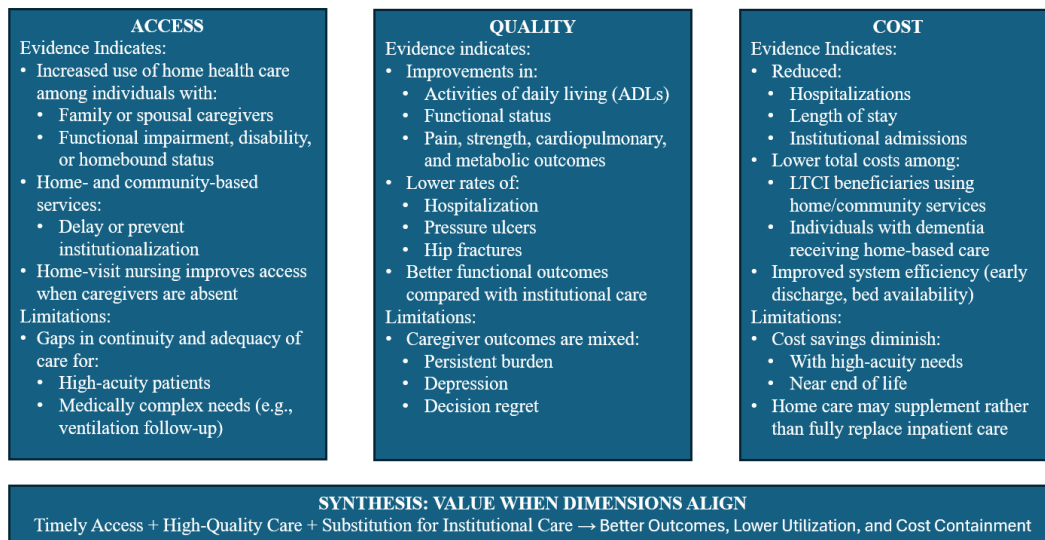 ACCESS
Evidence Indicates:
• Increased use of home health care
among individuals with:
• Family or spousal caregivers
• Functional impairment, disability,
or homebound status
• Home- and community-based
services:
• Delay or prevent
institutionalization
• Home-visit nursing improves access
when caregivers are absent
Limitations:
• Gaps in continuity and adequacy of
care for:
• High-acuity patients
• Medically complex needs (e.g.,
ventilation follow-up)
QUALITY
Evidence indicates:
• Improvements in:
• Activities of daily living (ADLs)
• Functional status
• Pain, strength, cardiopulmonary,
and metabolic outcomes
• Lower rates of:
• Hospitalization
• Pressure ulcers
• Hip fractures
• Better functional outcomes
compared with institutional care
Limitations:
• Caregiver outcomes are mixed:
• Persistent burden
• Depression
• Decision regret
COST
Evidence Indicates:
• Reduced:
• Hospitalizations
• Length of stay
• Institutional admissions
• Lower total costs among:
• LTCI beneficiaries using
home/community services
• Individuals with dementia
receiving home-based care
• Improved system efficiency (early
discharge, bed availability)
Limitations:
• Cost savings diminish:
• With high-acuity needs
• Near end of life
• Home care may supplement rather
than fully replace inpatient care
SYNTHESIS: VALUE WHEN DIMENSIONS ALIGN
Timely Access + High-Quality Care + Substitution for Institutional Care → Better Outcomes, Lower Utilization, and Cost Containment